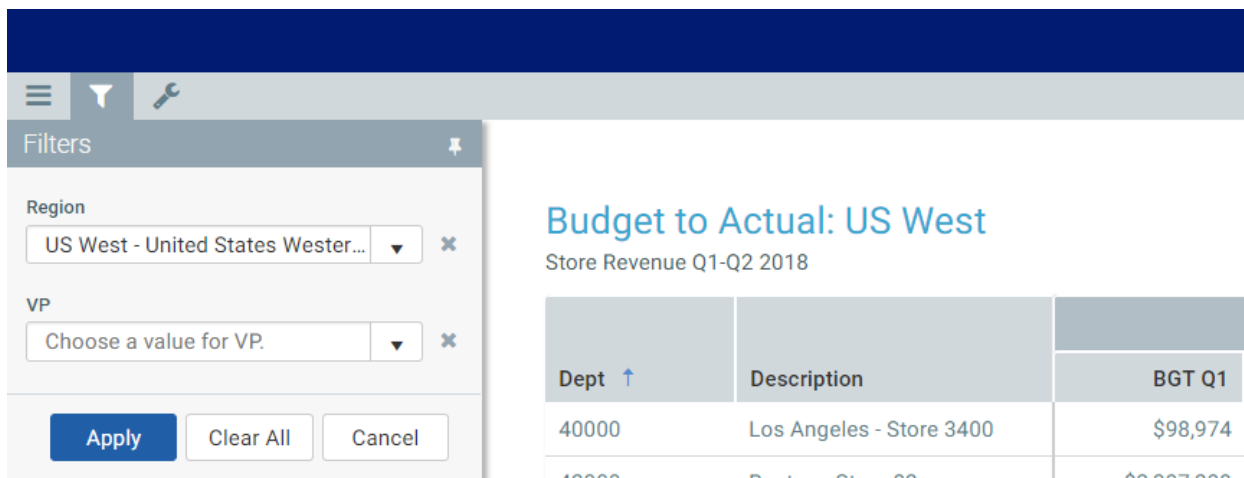 Filters
Region
US West - United States Wester...
VP
Choose a value for VP.
Apply Clear All Cancel
Budget to Actual: US West
Store Revenue Q1-Q2 2018
Dept ↑ Description BGT Q1
40000 Los Angeles - Store 3400 $98,974